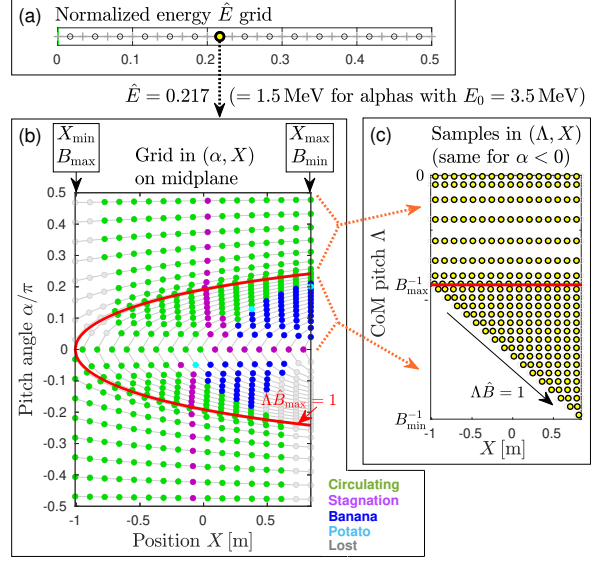 (a) Normalized energy Ê grid
0 0.1 0.2 0.3 0.4 0.5
Ê = 0.217 (= 1.5 MeV for alphas with E₀ = 3.5 MeV)
(b)
X_min
B_max
Grid in (α, X)
on midplane
X_max
B_min
0.5
0.4
0.3
0.2
0.1
0
-0.1
-0.2
-0.3
-0.4
-0.5
Pitch angle α/π
ΛB_max = 1
-1 -0.5 0 0.5
Position X [m]
Circulating
Stagnation
Banana
Potato
Lost
(c) Samples in (Λ, X)
(same for α < 0)
0
B_max^-1
B_min^-1
CoM pitch Λ
ΛB̂ = 1
-1 -0.5 0 0.5
X [m]